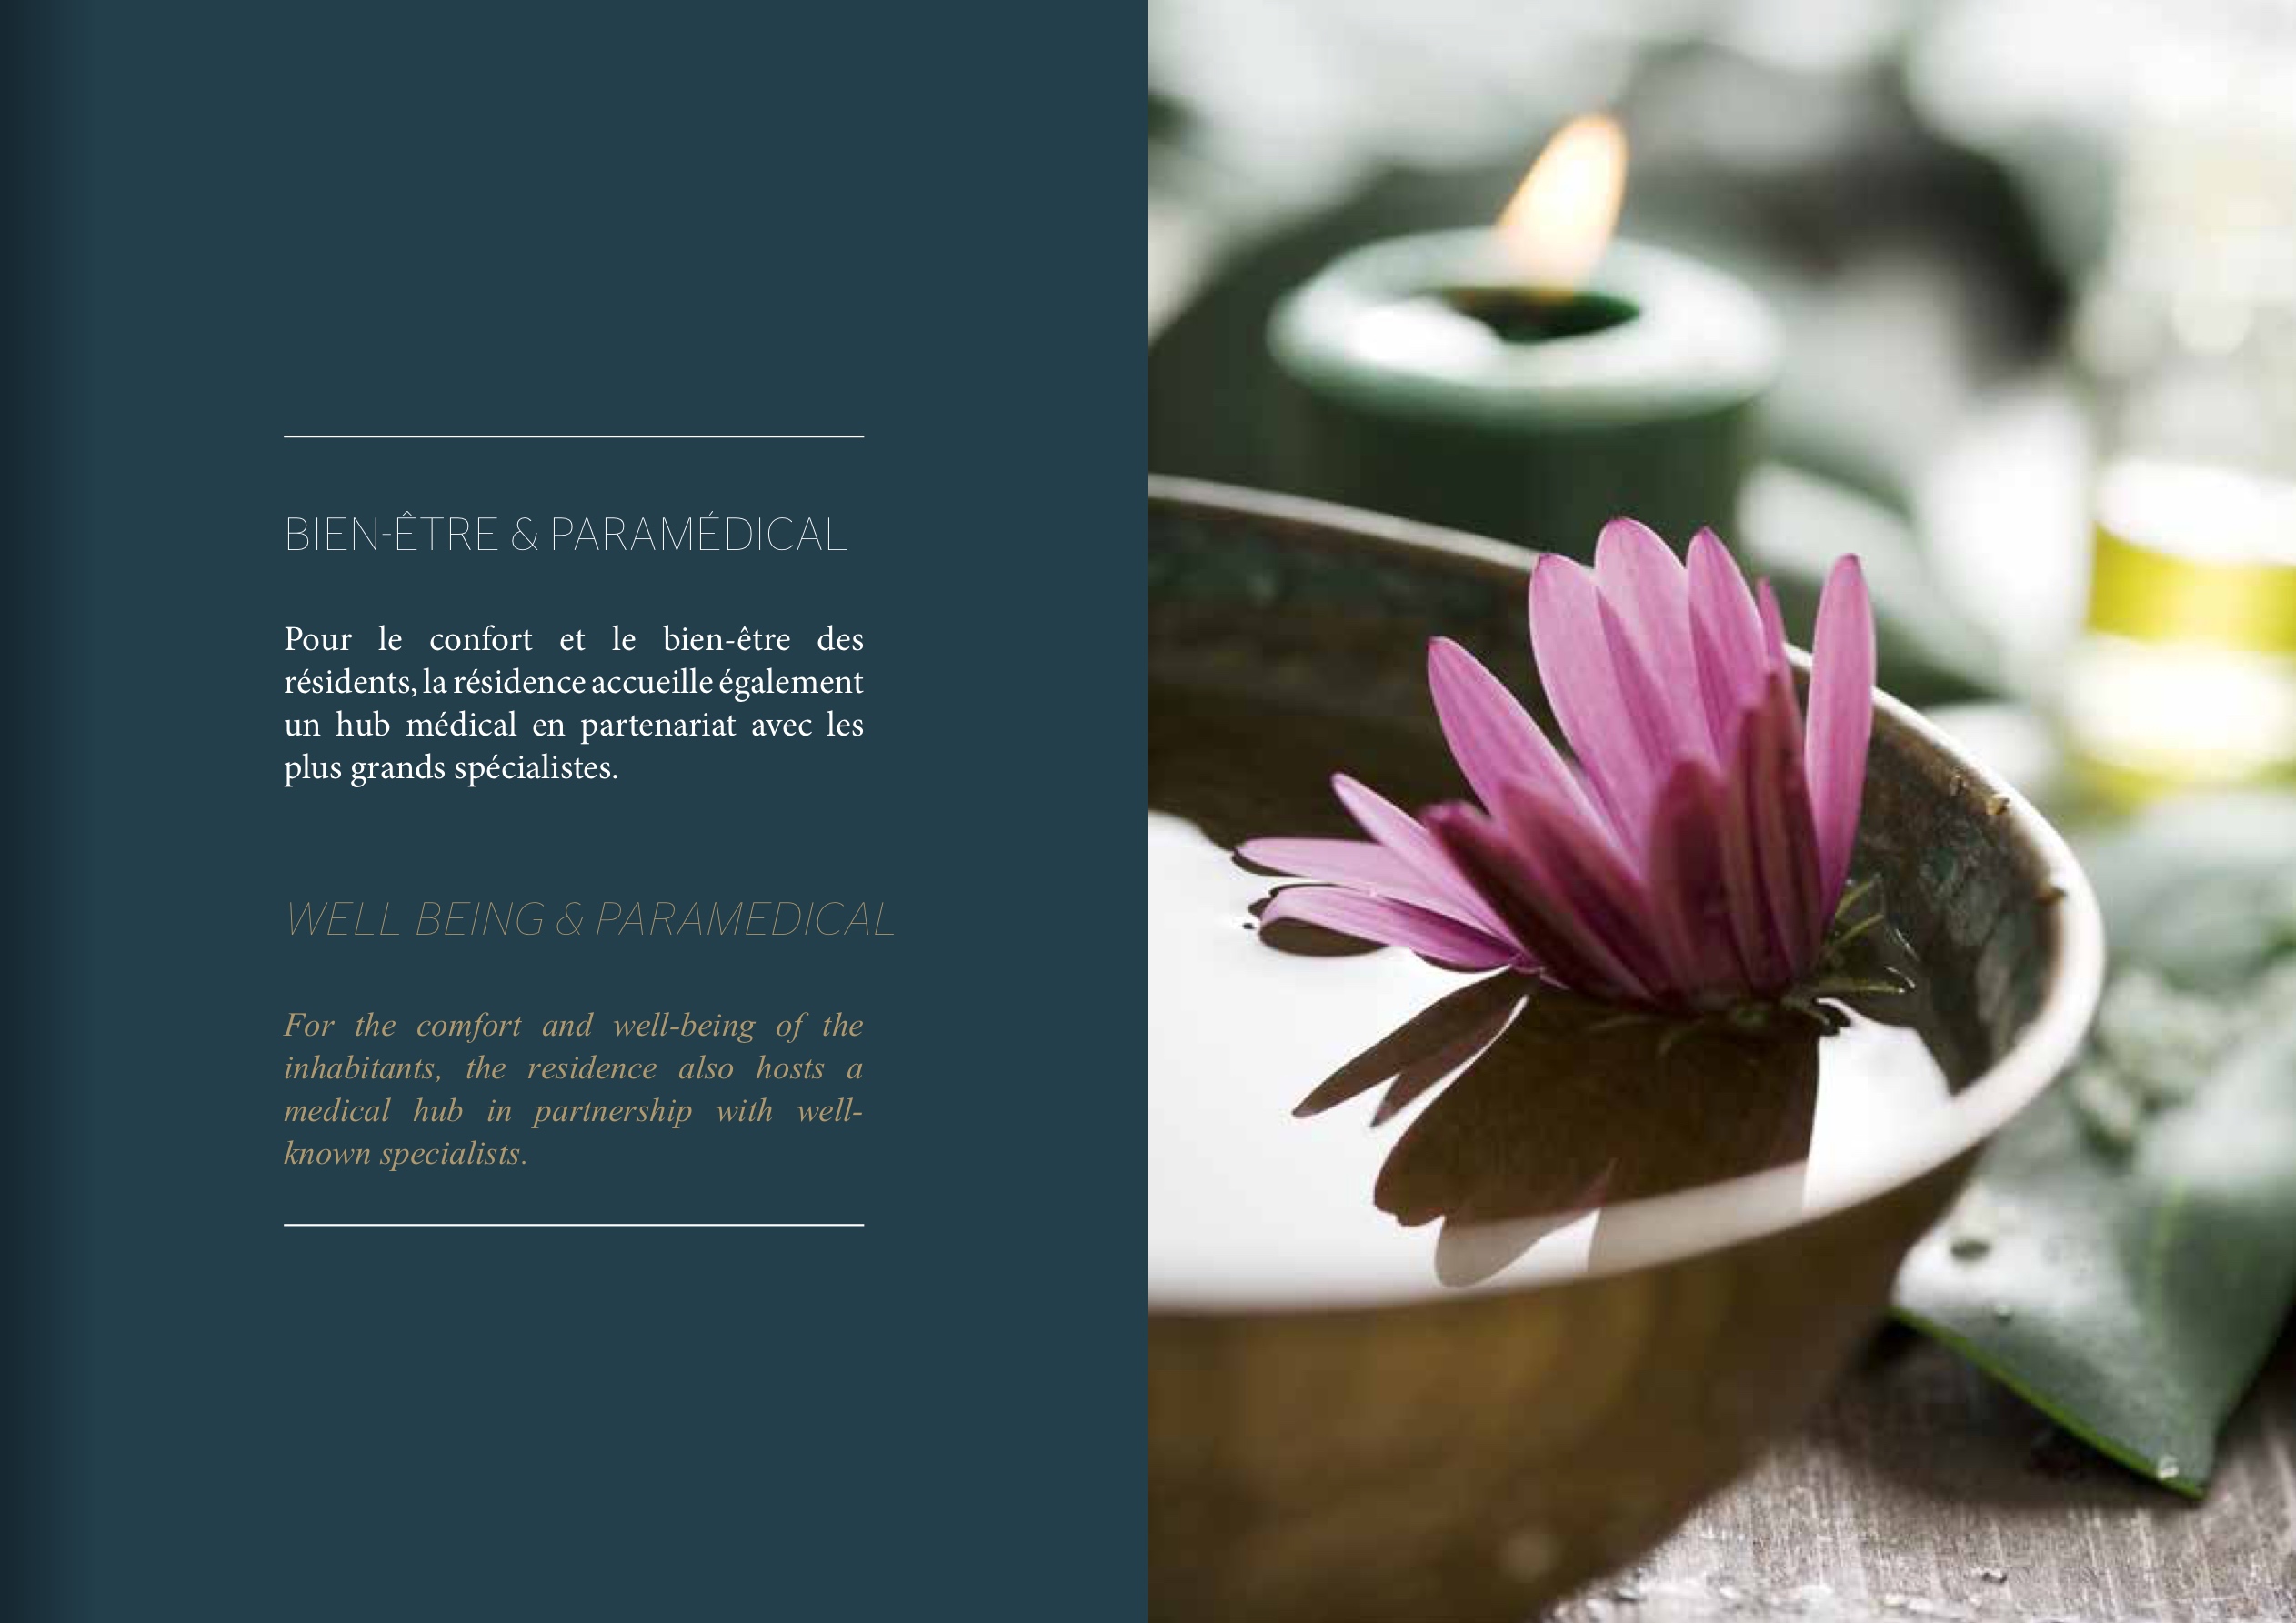 BIEN-ÊTRE & PARAMÉDICAL
Pour le confort et le bien-être des
résidents, la résidence accueille également
un hub médical en partenariat avec les
plus grands spécialistes.
WELL BEING & PARAMEDICAL
For the comfort and well-being of the
inhabitants, the residence also hosts a
medical hub in partnership with well-
known specialists.